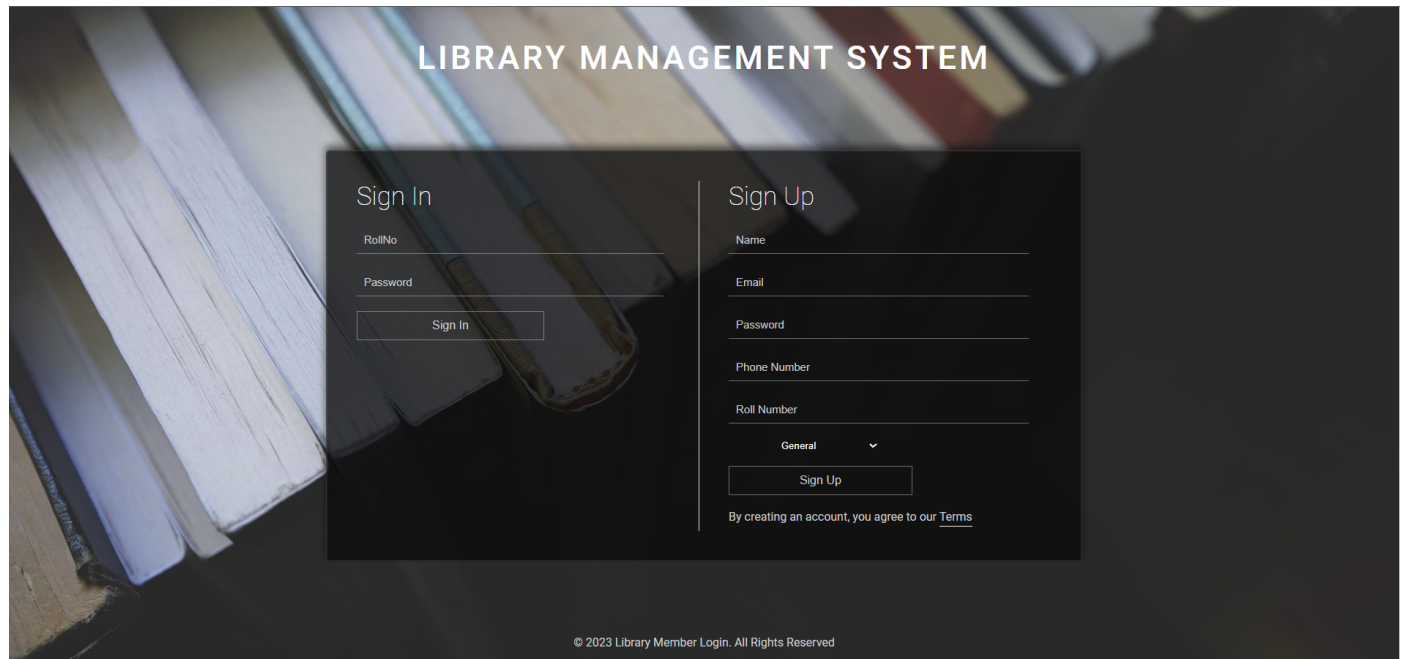 LIBRARY MANAGEMENT SYSTEM
Sign In
RollNo
Password
Sign In
Sign Up
Name
Email
Password
Phone Number
Roll Number
General
Sign Up
By creating an account, you agree to our Terms
© 2023 Library Member Login. All Rights Reserved